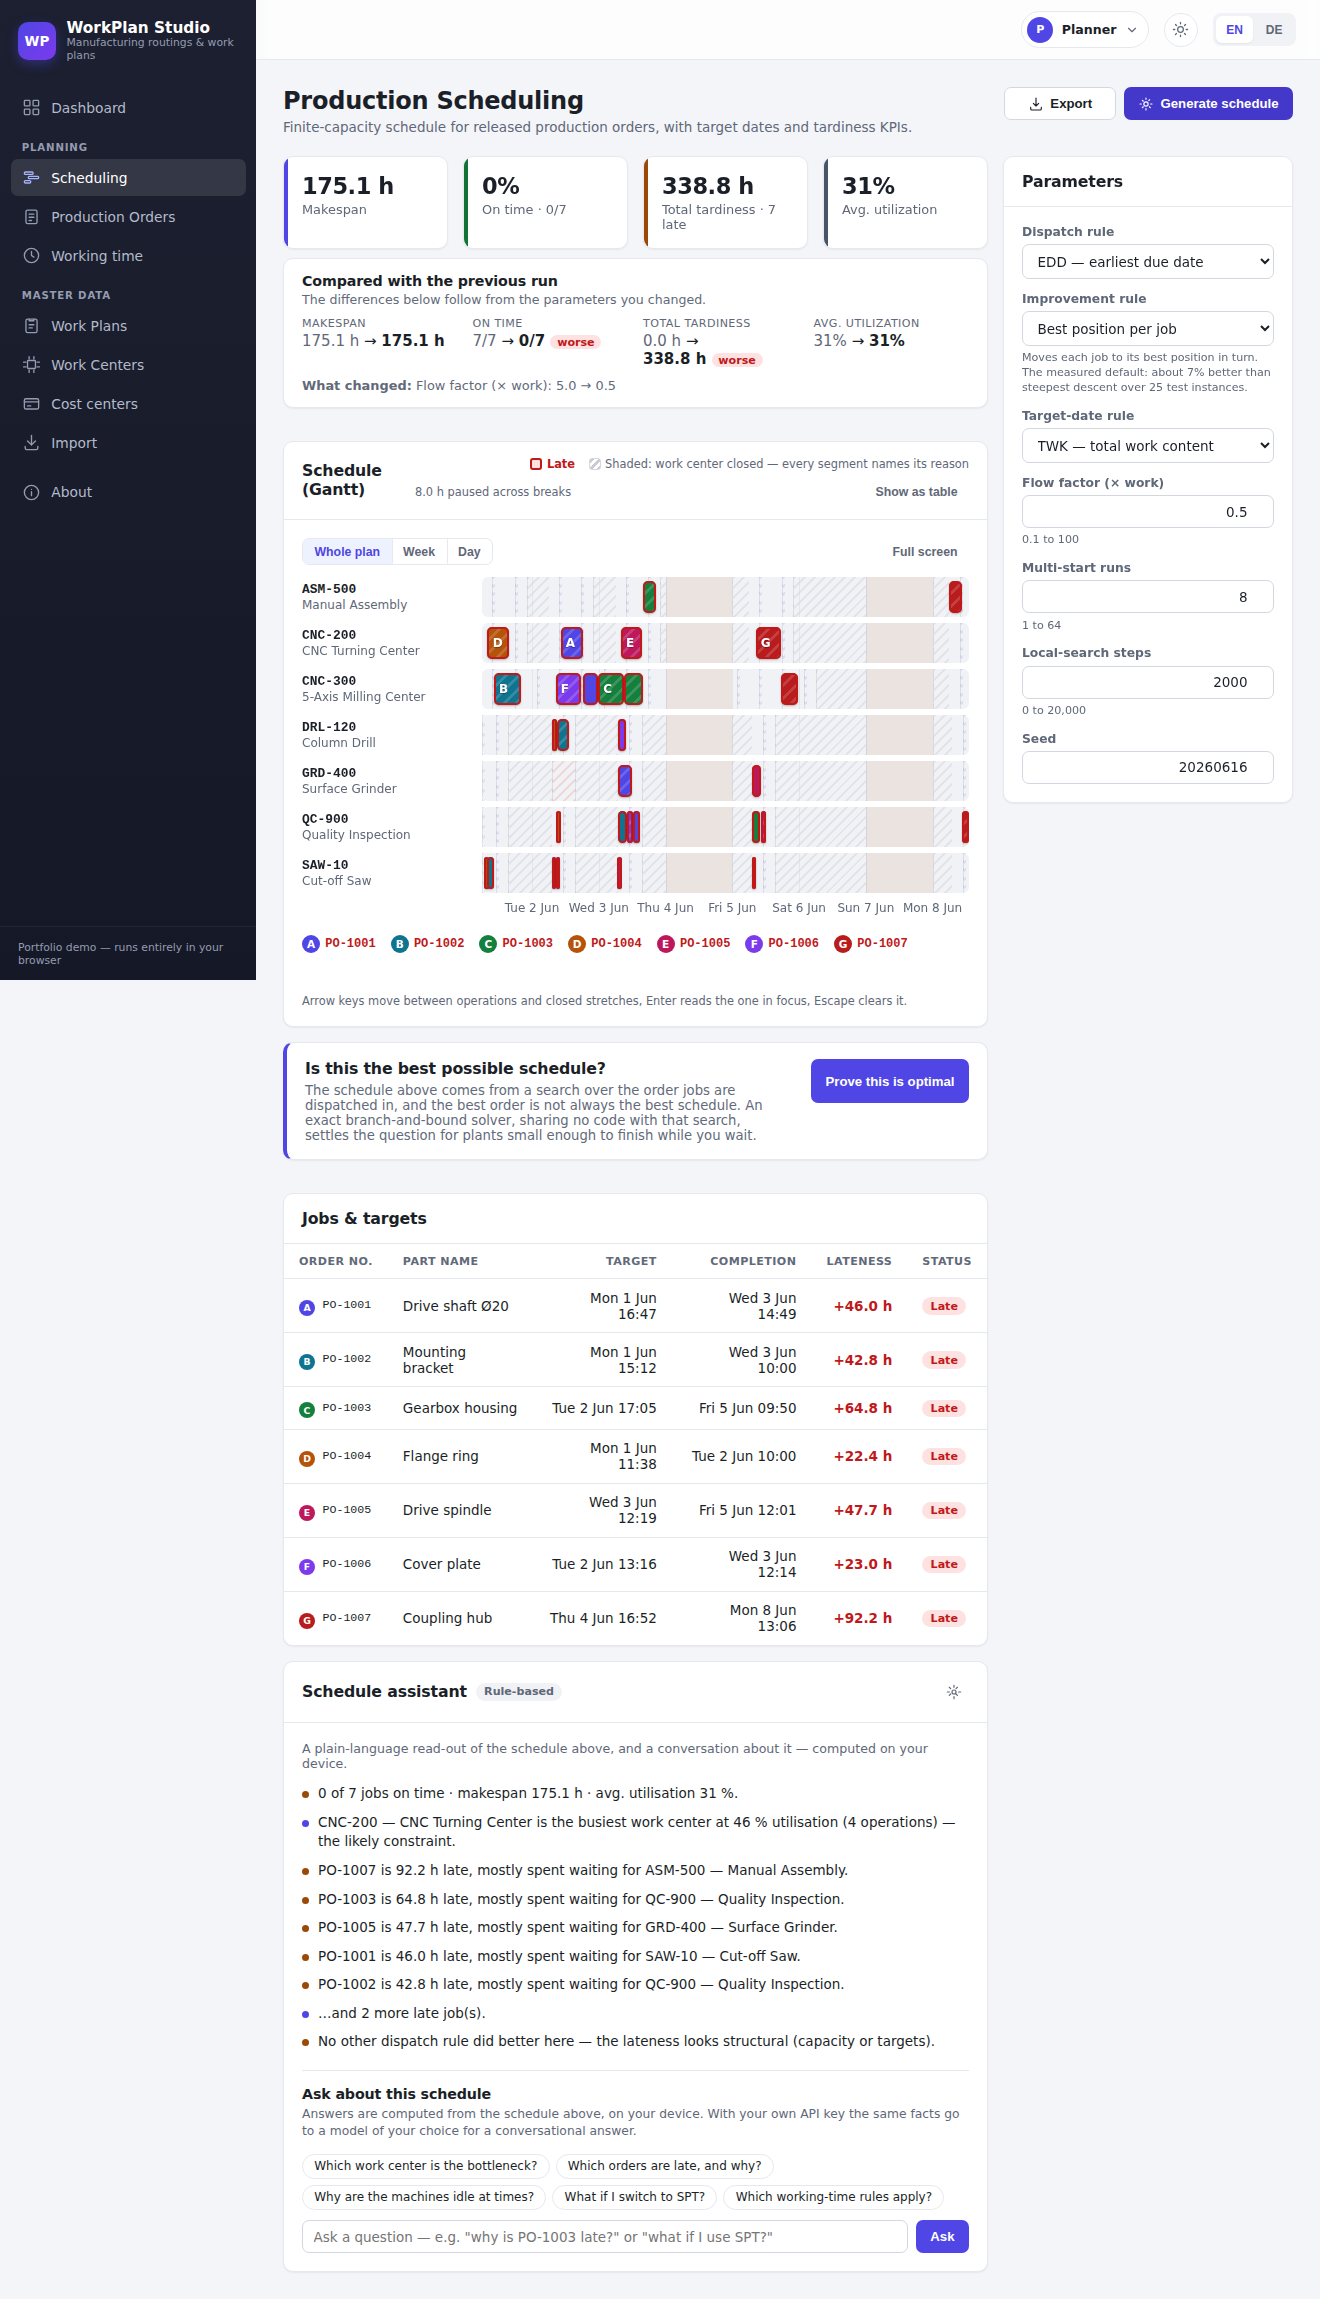 WP
WorkPlan Studio
Manufacturing routings & work
plans
Dashboard
PLANNING
Scheduling
Production Orders
Working time
MASTER DATA
Work Plans
Work Centers
Cost centers
Import
About
Portfolio demo — runs entirely in your
browser
P Planner
EN DE
Production Scheduling
Finite-capacity schedule for released production orders, with target dates and tardiness KPIs.
Export
Generate schedule
175.1 h
Makespan
0%
On time · 0/7
338.8 h
Total tardiness · 7
late
31%
Avg. utilization
Compared with the previous run
The differences below follow from the parameters you changed.
MAKESPAN
175.1 h → 175.1 h
ON TIME
7/7 → 0/7 worse
TOTAL TARDINESS
0.0 h →
338.8 h worse
AVG. UTILIZATION
31% → 31%
What changed: Flow factor (× work): 5.0 → 0.5
Parameters
Dispatch rule
EDD — earliest due date
Improvement rule
Best position per job
Moves each job to its best position in turn.
The measured default: about 7% better than
steepest descent over 25 test instances.
Target-date rule
TWK — total work content
Flow factor (× work)
0.5
0.1 to 100
Multi-start runs
8
1 to 64
Local-search steps
2000
0 to 20,000
Seed
20260616
Schedule
(Gantt)
Late
Shaded: work center closed — every segment names its reason
8.0 h paused across breaks
Show as table
Whole plan Week Day
Full screen
ASM-500
Manual Assembly
CNC-200
CNC Turning Center
D A E G
CNC-300
5-Axis Milling Center
B F C
DRL-120
Column Drill
GRD-400
Surface Grinder
QC-900
Quality Inspection
SAW-10
Cut-off Saw
Tue 2 Jun Wed 3 Jun Thu 4 Jun Fri 5 Jun Sat 6 Jun Sun 7 Jun Mon 8 Jun
A PO-1001 B PO-1002 C PO-1003 D PO-1004 E PO-1005 F PO-1006 G PO-1007
Arrow keys move between operations and closed stretches, Enter reads the one in focus, Escape clears it.
Is this the best possible schedule?
The schedule above comes from a search over the order jobs are
dispatched in, and the best order is not always the best schedule. An
exact branch-and-bound solver, sharing no code with that search,
settles the question for plants small enough to finish while you wait.
Prove this is optimal
Jobs & targets
ORDER NO. PART NAME TARGET COMPLETION LATENESS STATUS
A PO-1001 Drive shaft Ø20 Mon 1 Jun 16:47 Wed 3 Jun 14:49 +46.0 h Late
B PO-1002 Mounting bracket Mon 1 Jun 15:12 Wed 3 Jun 10:00 +42.8 h Late
C PO-1003 Gearbox housing Tue 2 Jun 17:05 Fri 5 Jun 09:50 +64.8 h Late
D PO-1004 Flange ring Mon 1 Jun 11:38 Tue 2 Jun 10:00 +22.4 h Late
E PO-1005 Drive spindle Wed 3 Jun 12:19 Fri 5 Jun 12:01 +47.7 h Late
F PO-1006 Cover plate Tue 2 Jun 13:16 Wed 3 Jun 12:14 +23.0 h Late
G PO-1007 Coupling hub Thu 4 Jun 16:52 Mon 8 Jun 13:06 +92.2 h Late
Schedule assistant Rule-based
A plain-language read-out of the schedule above, and a conversation about it — computed on your
device.
0 of 7 jobs on time · makespan 175.1 h · avg. utilisation 31 %.
CNC-200 — CNC Turning Center is the busiest work center at 46 % utilisation (4 operations) —
the likely constraint.
PO-1007 is 92.2 h late, mostly spent waiting for ASM-500 — Manual Assembly.
PO-1003 is 64.8 h late, mostly spent waiting for QC-900 — Quality Inspection.
PO-1005 is 47.7 h late, mostly spent waiting for GRD-400 — Surface Grinder.
PO-1001 is 46.0 h late, mostly spent waiting for SAW-10 — Cut-off Saw.
PO-1002 is 42.8 h late, mostly spent waiting for QC-900 — Quality Inspection.
…and 2 more late job(s).
No other dispatch rule did better here — the lateness looks structural (capacity or targets).
Ask about this schedule
Answers are computed from the schedule above, on your device. With your own API key the same facts go
to a model of your choice for a conversational answer.
Which work center is the bottleneck? Which orders are late, and why?
Why are the machines idle at times? What if I switch to SPT? Which working-time rules apply?
Ask a question — e.g. "why is PO-1003 late?" or "what if I use SPT?"
Ask